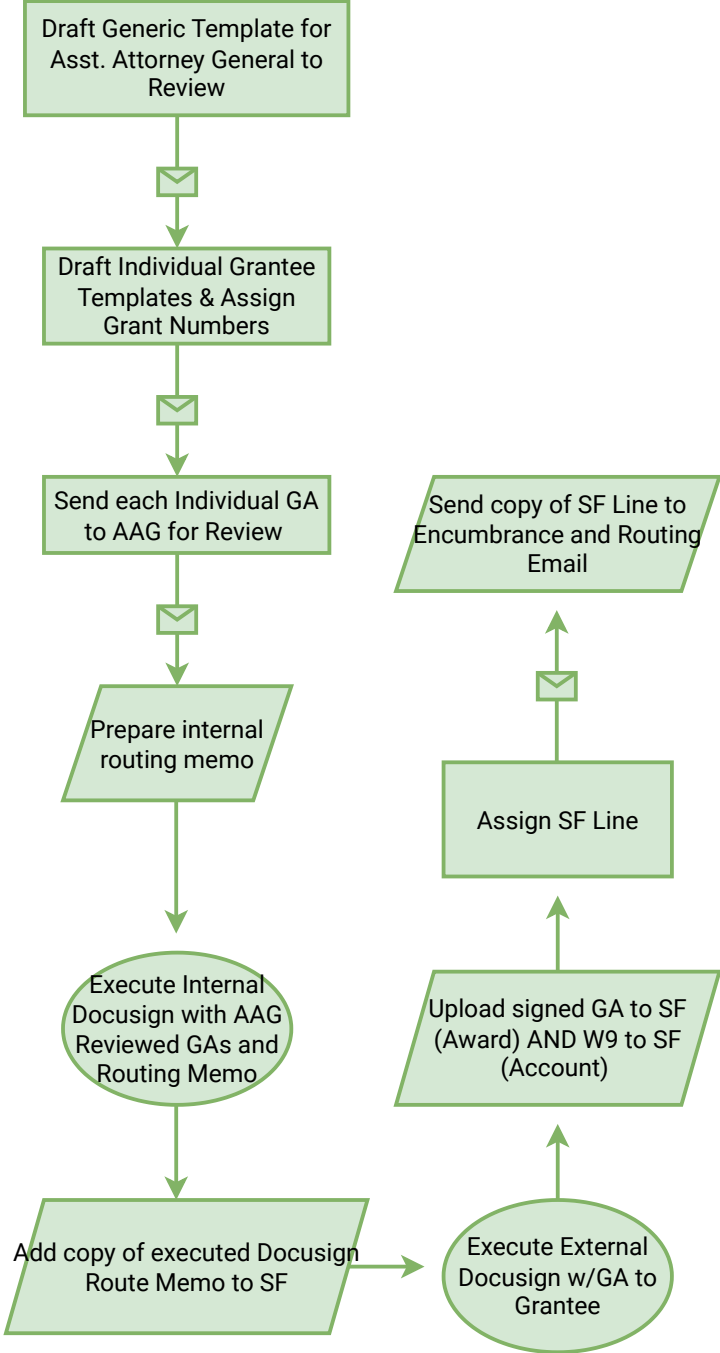 Draft Generic Template for
Asst. Attorney General to
Review
Draft Individual Grantee
Templates & Assign
Grant Numbers
Send each Individual GA
to AAG for Review
Prepare internal
routing memo
Execute Internal
Docusign with AAG
Reviewed GAs and
Routing Memo
Add copy of executed Docusign
Route Memo to SF
Execute External
Docusign w/GA to
Grantee
Upload signed GA to SF
(Award) AND W9 to SF
(Account)
Assign SF Line
Send copy of SF Line to
Encumbrance and Routing
Email